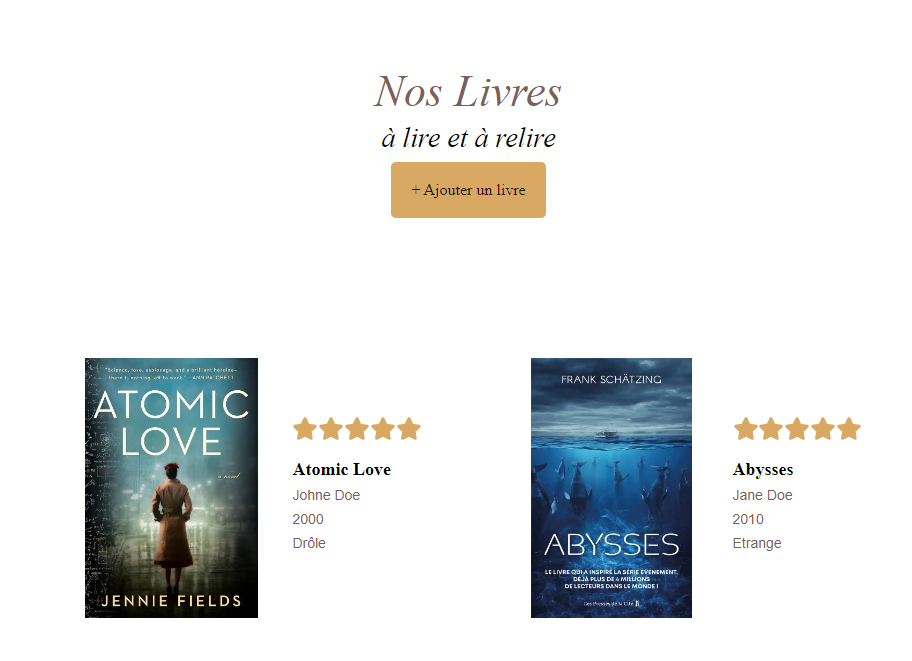 Nos Livres
à lire et à relire
+ Ajouter un livre
"Science, love, espionage, and a brilliant heroine–
there is nothing left to want." –ANN PATCHETT
ATOMIC
LOVE
a novel
JENNIE FIELDS
Atomic Love
Johne Doe
2000
Drôle
FRANK SCHÄTZING
ABYSSES
LE LIVRE QUI A INSPIRÉ LA SÉRIE ÉVÉNEMENT.
DÉJÀ PLUS DE 4 MILLIONS
DE LECTEURS DANS LE MONDE !
Les Presses de la Cité
Abysses
Jane Doe
2010
Etrange